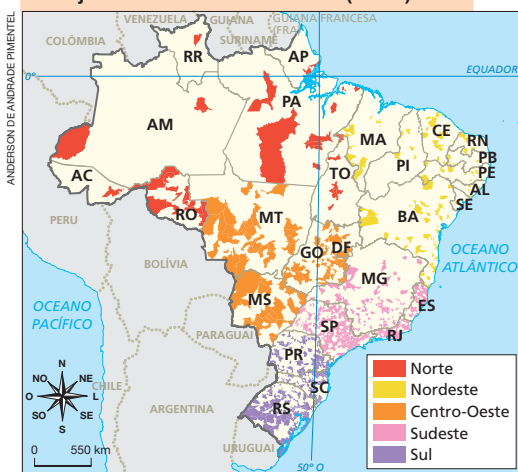 ANDERSON DE ANDRADE PIMENTEL
VENEZUELA
GUIANA
GUIANA FRANCESA
(FRA)
COLÔMBIA
SURINAME
RR
AP
EQUADOR
0°
AM
PA
MA
CE
RN
PB
PE
AL
SE
PI
TO
AC
RO
PERU
MT
BA
BOLÍVIA
GO
DF
MG
OCEANO
ATLÂNTICO
MS
ES
OCEANO
PACÍFICO
SP
RJ
PARAGUAI
PR
SC
CHILE
ARGENTINA
RS
URUGUAI
50° O
N
NO
NE
O
L
SO
SE
S
0
550 km
Norte
Nordeste
Centro-Oeste
Sudeste
Sul